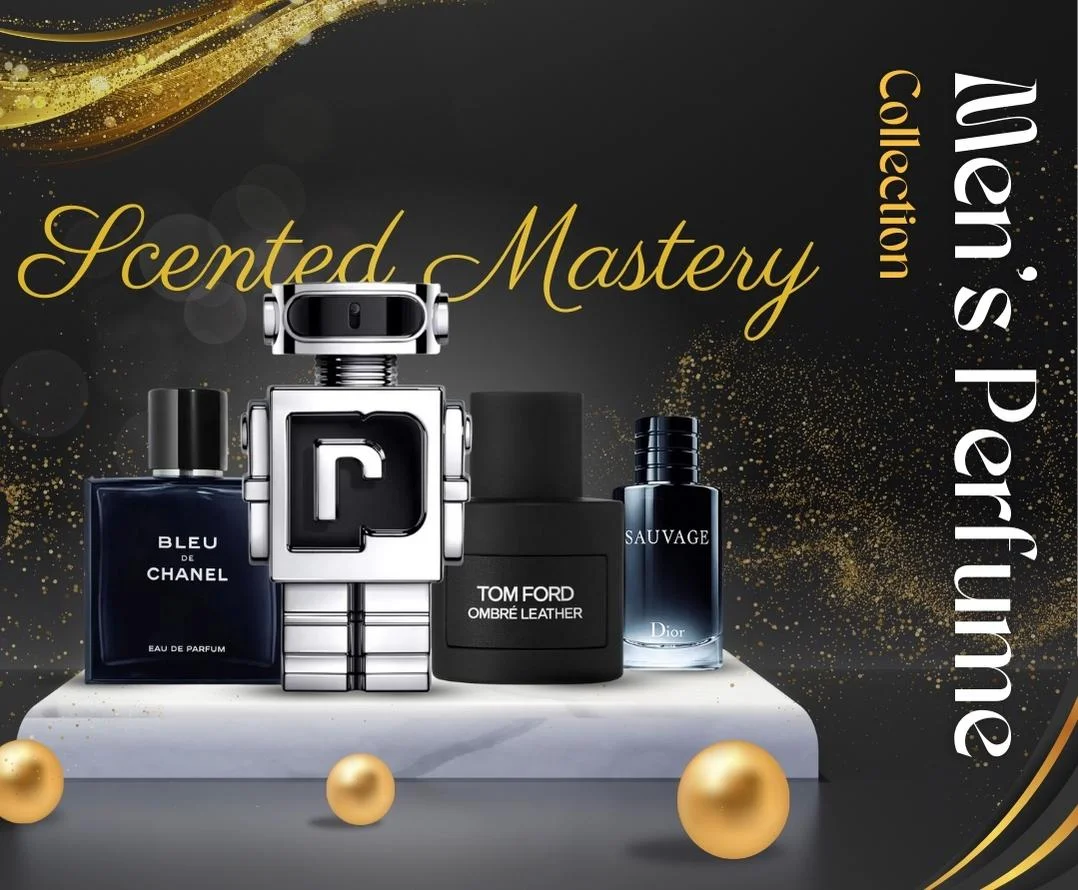 Scented Mastery
Men's Perfume
Collection
BLEU
DE
CHANEL
EAU DE PARFUM
TOM FORD
OMBRÉ LEATHER
SAUVAGE
Dior